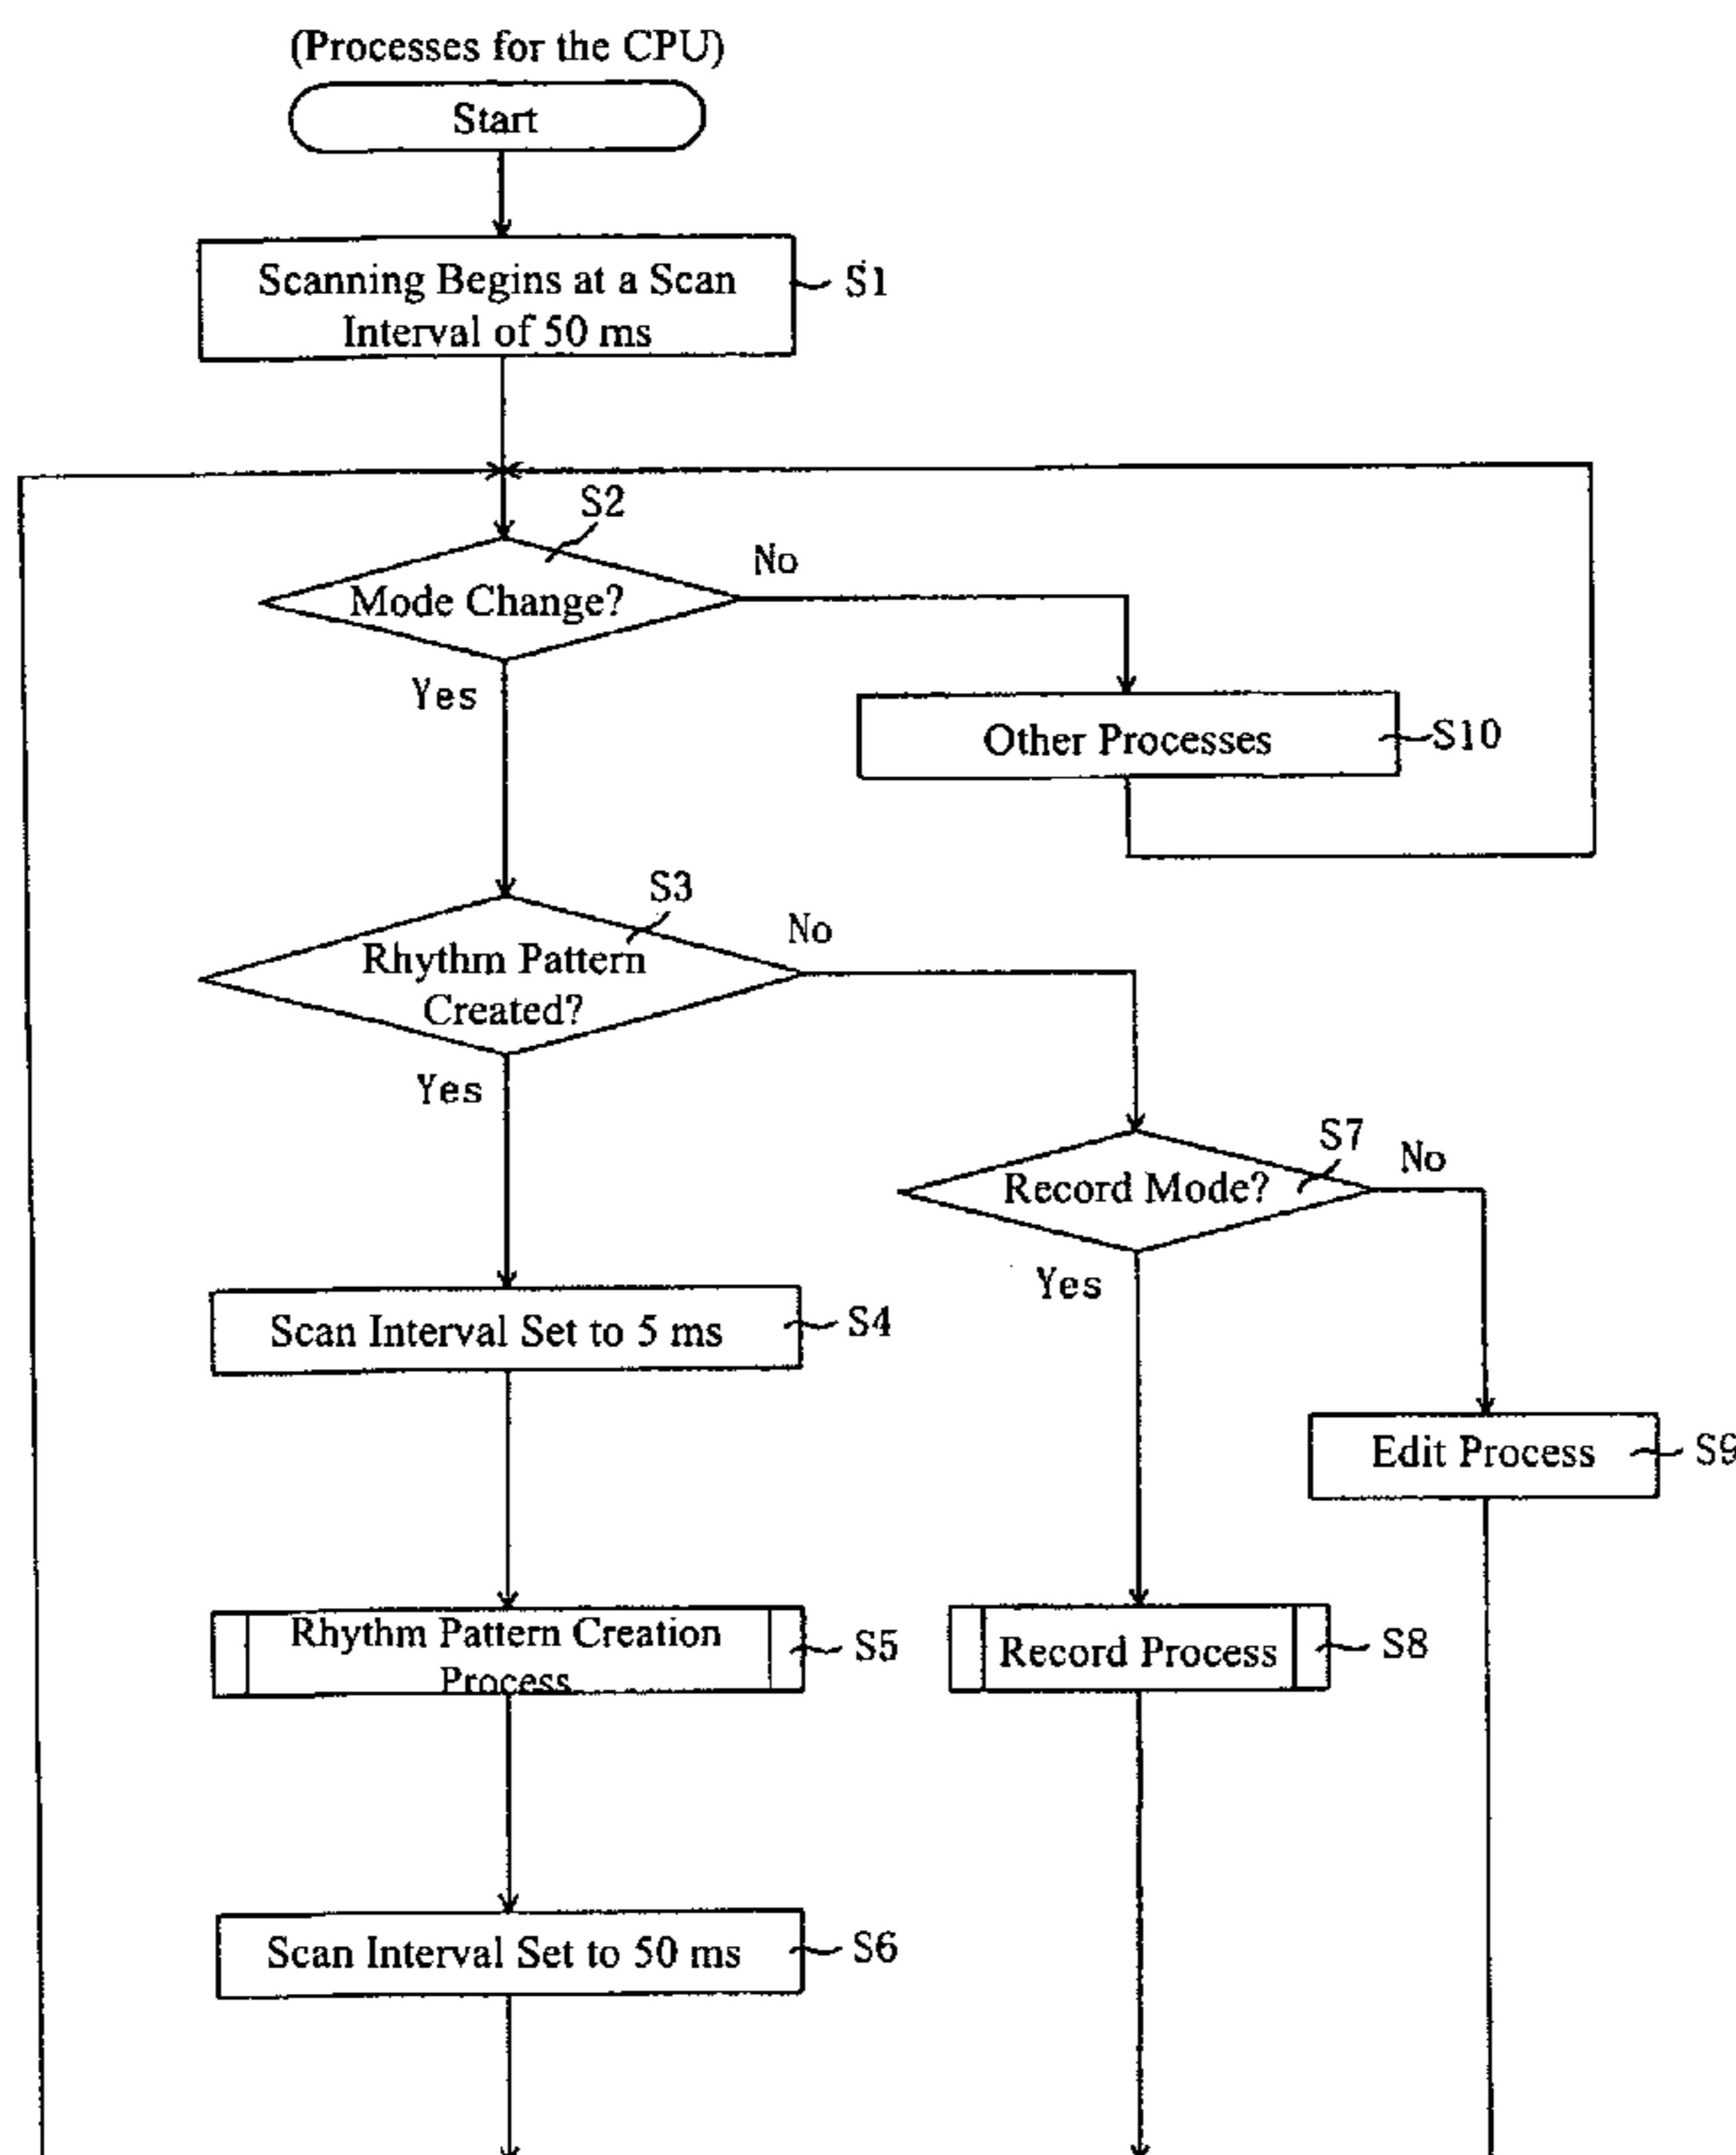 (Processes for the CPU)
Start
Scanning Begins at a Scan
Interval of 50 ms
S1
S2
Mode Change?
No
Yes
Other Processes
S10
S3
Rhythm Pattern
Created?
No
Yes
S7
Record Mode?
No
Yes
Scan Interval Set to 5 ms
S4
Edit Process
S9
Rhythm Pattern Creation
Process
S5
Record Process
S8
Scan Interval Set to 50 ms
S6